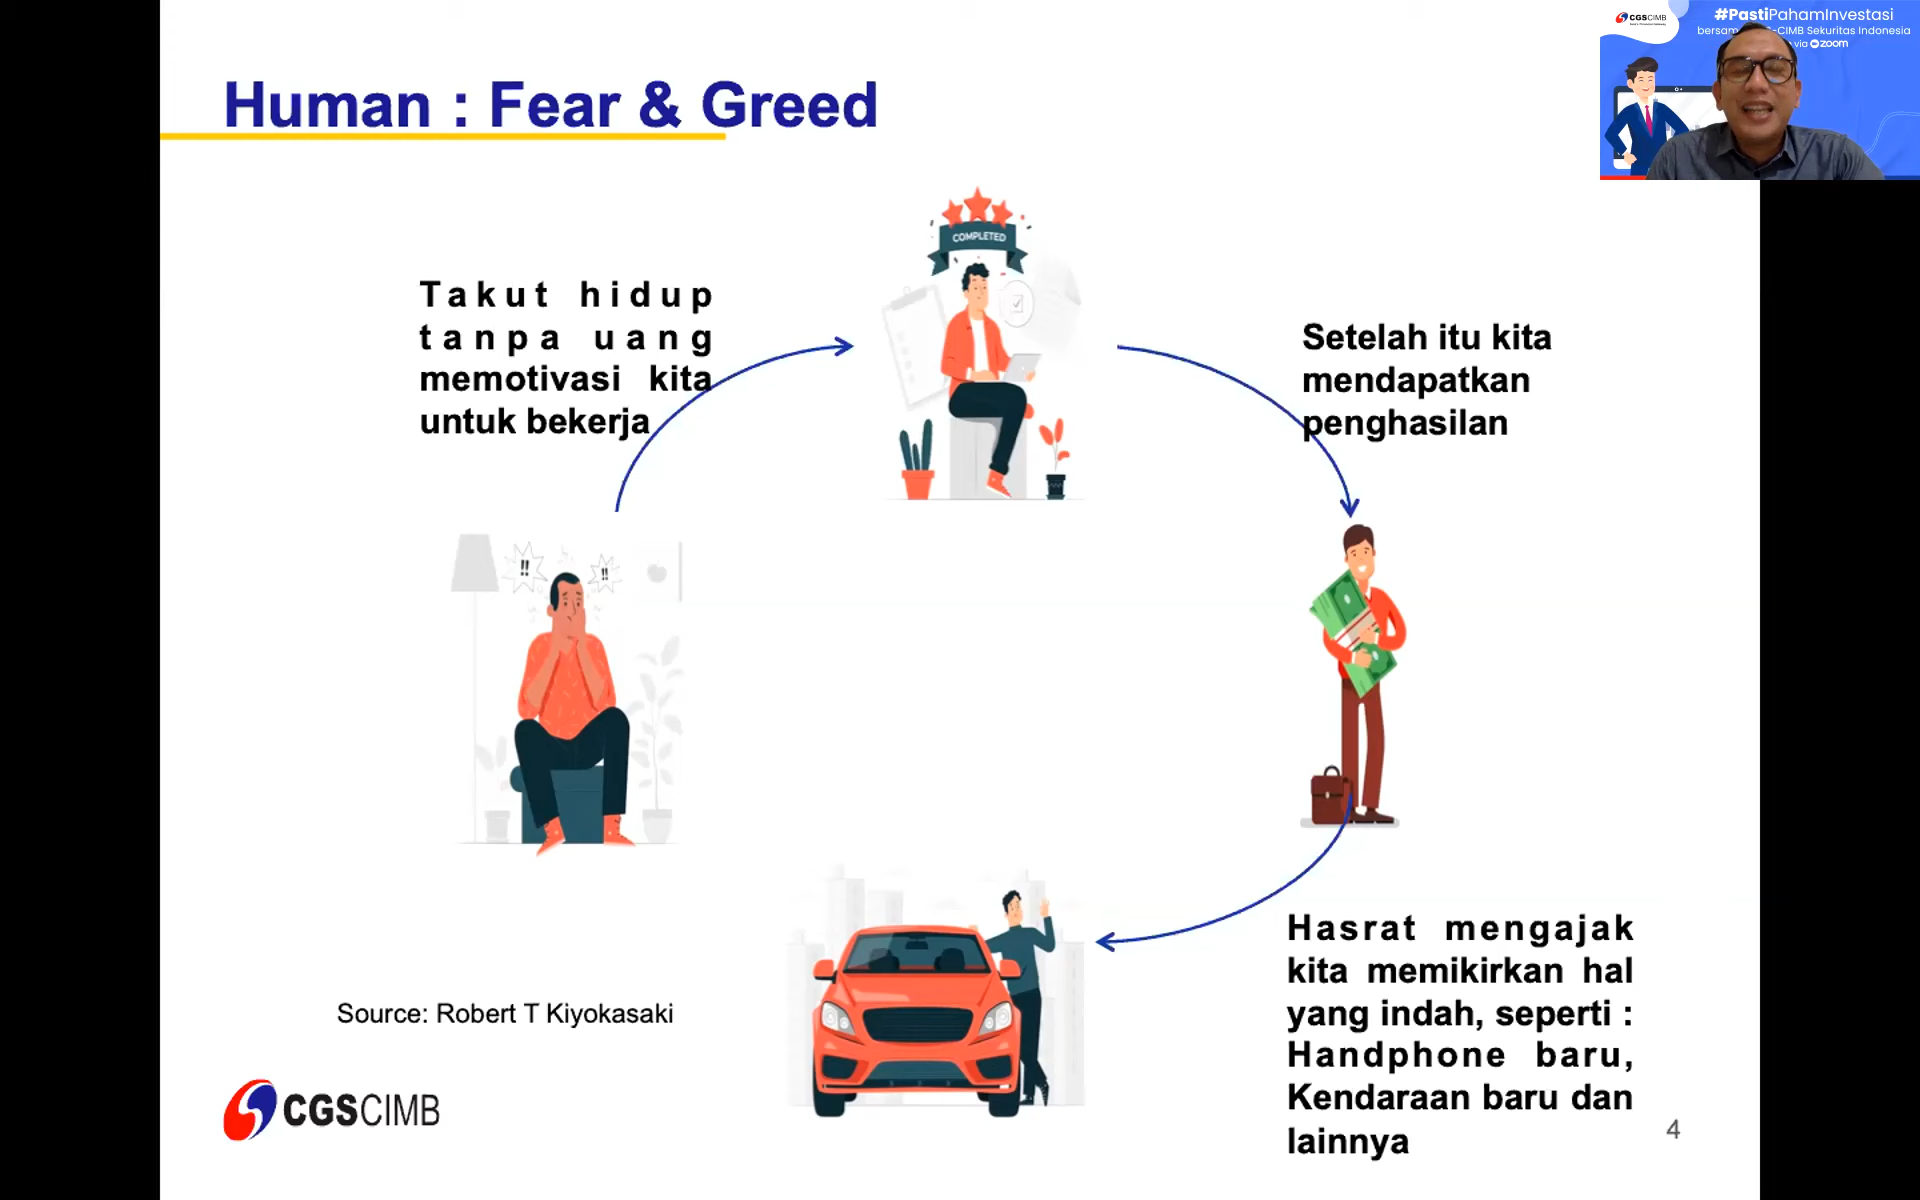 Human : Fear & Greed
CGSCIMB
#PastiPahamInvestasi
CIMB Sekuritas Indonesia
via zoom
COMPLETED
Takut hidup
tanpa uang
memotivasi kita
untuk bekerja
Setelah itu kita
mendapatkan
penghasilan
!!
!!
Hasrat mengajak
kita memikirkan hal
yang indah, seperti :
Handphone baru,
Kendaraan baru dan
lainnya
Source: Robert T Kiyokasaki
CGSCIMB
4